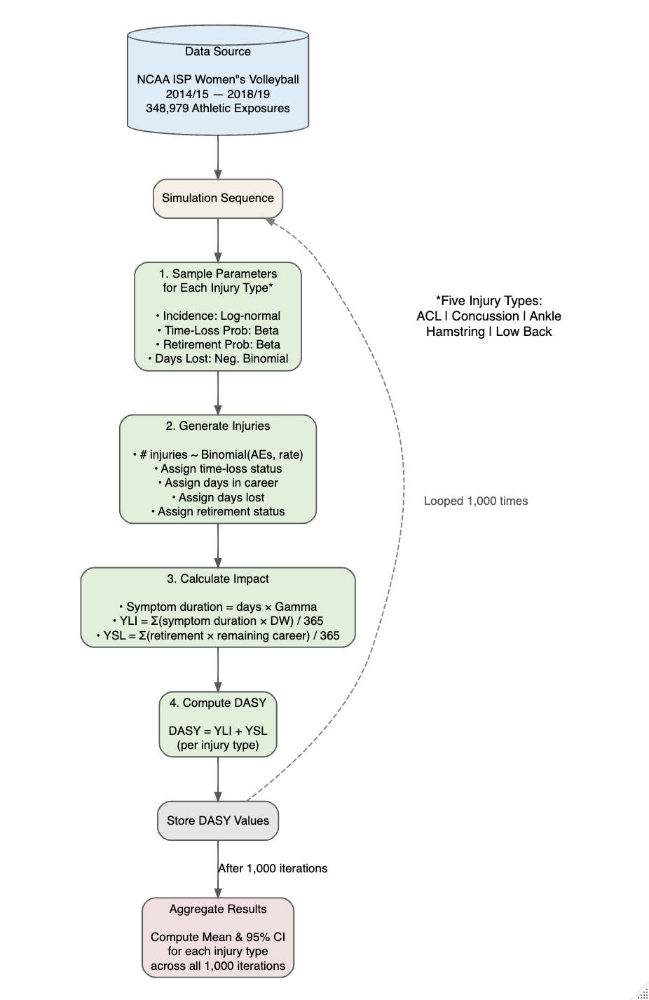 Data Source
NCAA ISP Women"s Volleyball
2014/15 — 2018/19
348,979 Athletic Exposures
Simulation Sequence
1. Sample Parameters
for Each Injury Type*
• Incidence: Log-normal
• Time-Loss Prob: Beta
• Retirement Prob: Beta
• Days Lost: Neg. Binomial
*Five Injury Types:
ACL | Concussion | Ankle
Hamstring | Low Back
2. Generate Injuries
• # injuries ~ Binomial(AEs, rate)
• Assign time-loss status
• Assign days in career
• Assign days lost
• Assign retirement status
Looped 1,000 times
3. Calculate Impact
• Symptom duration = days × Gamma
• YLI = Σ(symptom duration × DW) / 365
• YSL = Σ(retirement × remaining career) / 365
4. Compute DASY
DASY = YLI + YSL
(per injury type)
Store DASY Values
After 1,000 iterations
Aggregate Results
Compute Mean & 95% CI
for each injury type
across all 1,000 iterations